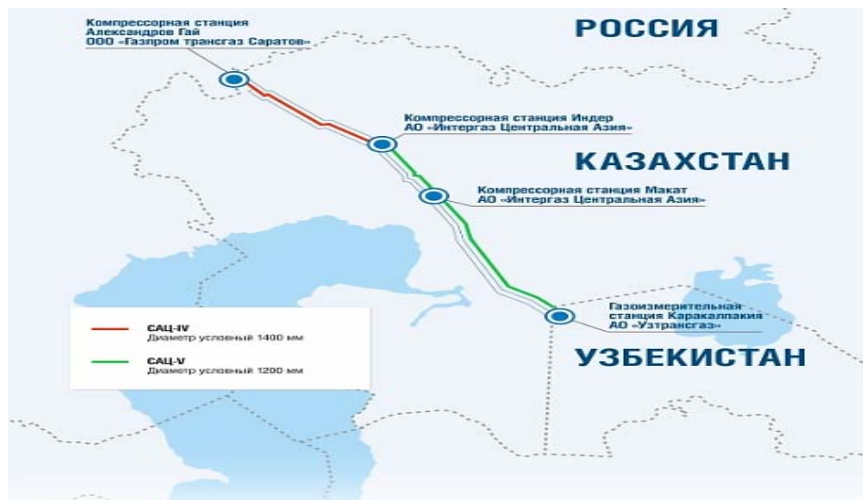 Компрессорная станция
Александров Гай
ООО «Газпром трансгаз Саратов»
РОССИЯ
Компрессорная станция Индер
АО «Интергаз Центральная Азия»
КАЗАХСТАН
Компрессорная станция Макат
АО «Интергаз Центральная Азия»
Газоизмерительная
станция Каракалпакия
АО «Узтрансгаз»
УЗБЕКИСТАН
САЦ-IV
Диаметр условный 1400 мм
САЦ-V
Диаметр условный 1200 мм